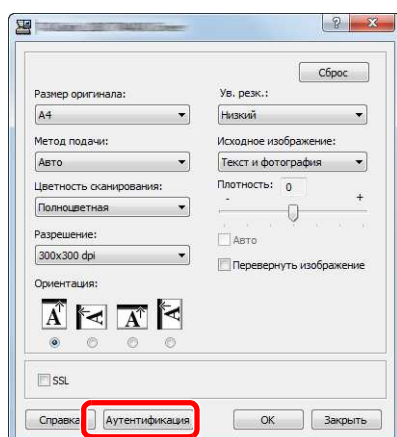 Сброс
Размер оригинала:
Ув. резк.:
A4
Низкий
Метод подачи:
Исходное изображение:
Авто
Текст и фотография
Цветность сканирования:
Плотность: 0
Полноцветная
- +
Разрешение:
Авто
300x300 dpi
Перевернуть изображение
Ориентация:
A A A A
SSL
Справка Аутентификация OK Закрыть